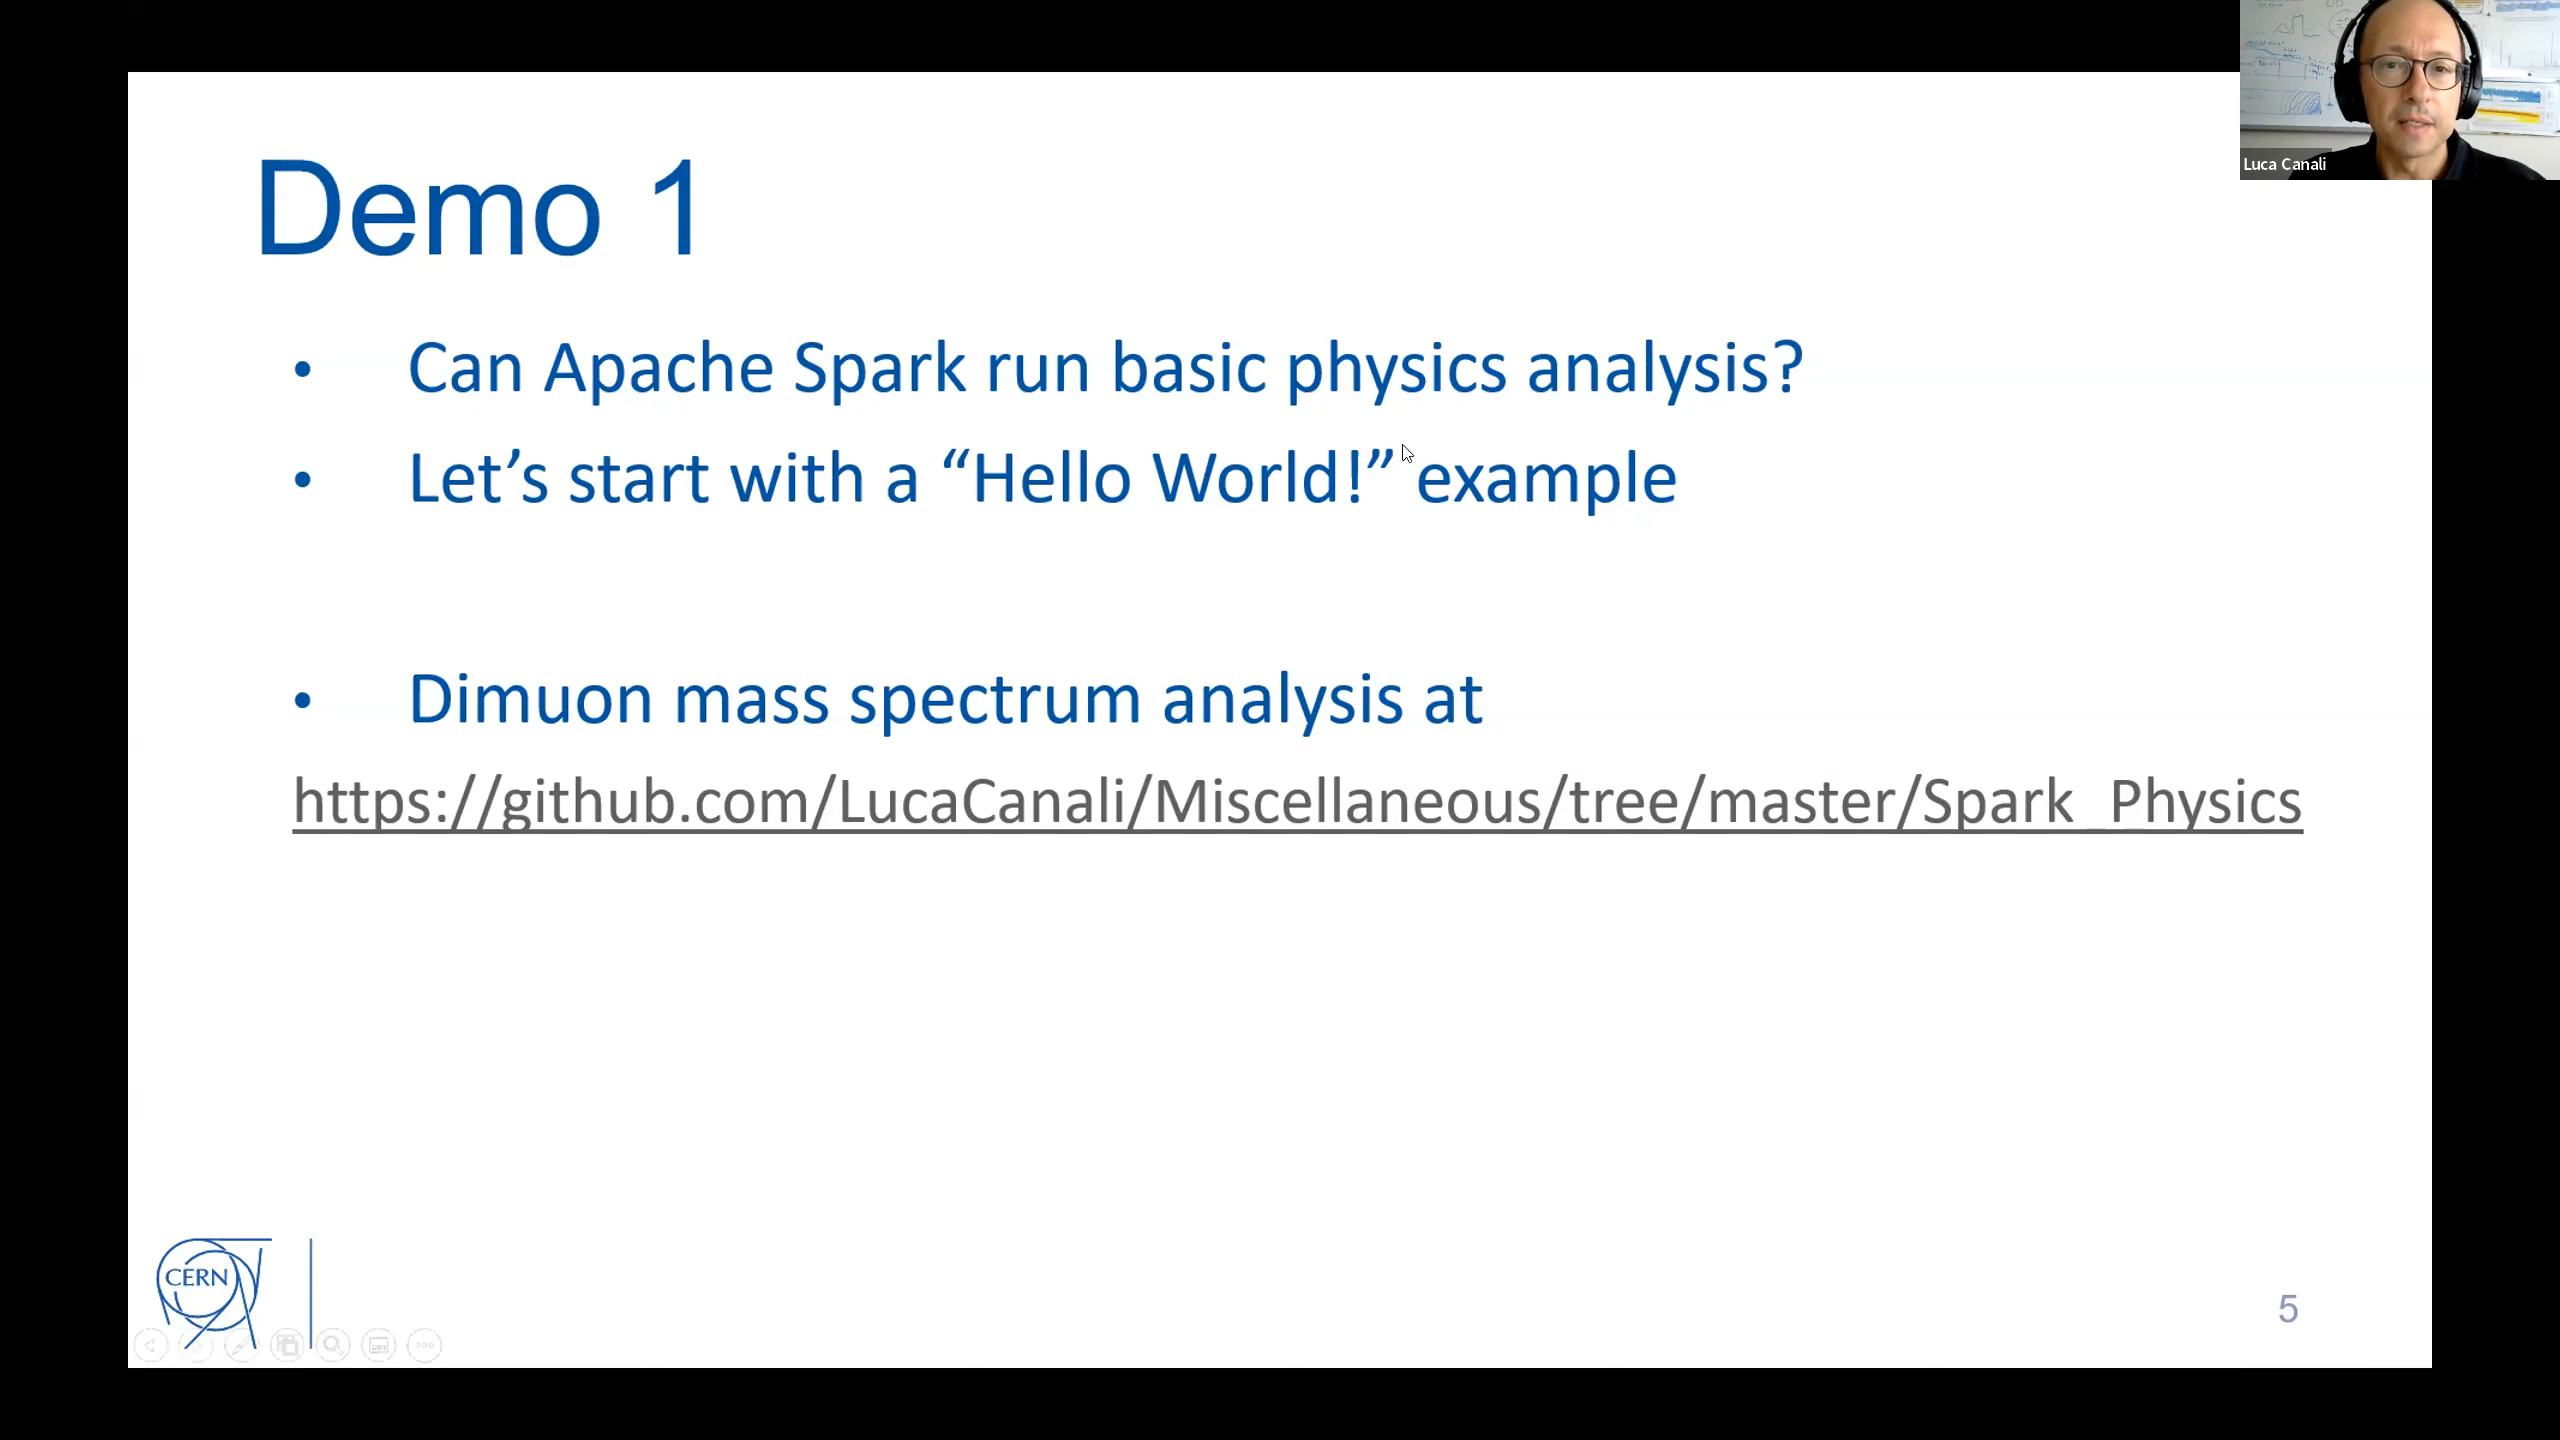 Luca Canali
Demo 1
• Can Apache Spark run basic physics analysis?
• Let’s start with a “Hello World!” example
• Dimuon mass spectrum analysis at
https://github.com/LucaCanali/Miscellaneous/tree/master/Spark_Physics
CERN
5